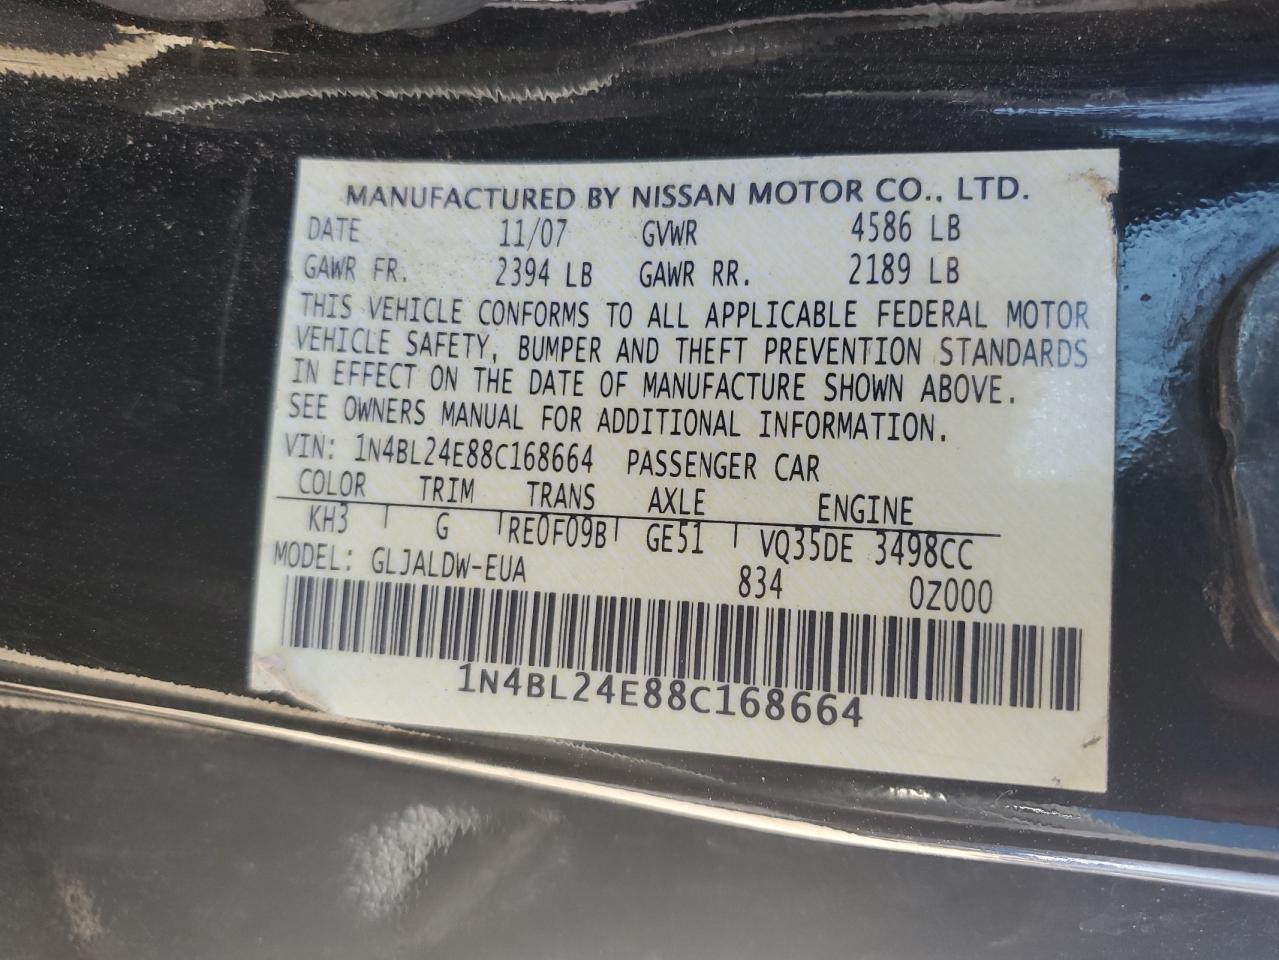 MANUFACTURED BY NISSAN MOTOR CO., LTD.
DATE 11/07 GVWR 4586 LB
GAWR FR. 2394 LB GAWR RR. 2189 LB
THIS VEHICLE CONFORMS TO ALL APPLICABLE FEDERAL MOTOR
VEHICLE SAFETY, BUMPER AND THEFT PREVENTION STANDARDS
IN EFFECT ON THE DATE OF MANUFACTURE SHOWN ABOVE.
SEE OWNERS MANUAL FOR ADDITIONAL INFORMATION.
VIN: 1N4BL24E88C168664 PASSENGER CAR
COLOR TRIM TRANS AXLE ENGINE
KH3 G RE0F09B GE51 VQ35DE 3498CC
MODEL: GLJALDW-EUA 834 0Z000
1N4BL24E88C168664